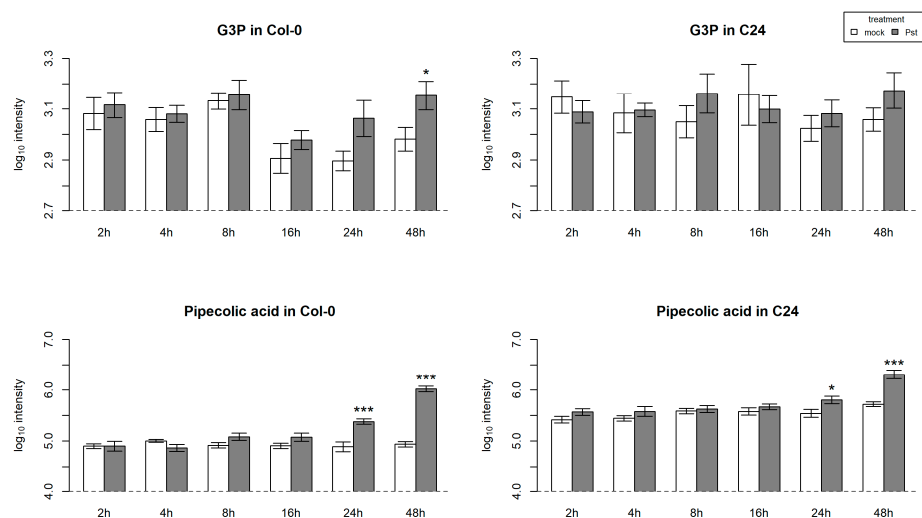 G3P in Col-0
G3P in C24
treatment
mock Pst
log10 intensity
2.7 2.9 3.1 3.3
*
2h 4h 8h 16h 24h 48h
log10 intensity
2.7 2.9 3.1 3.3
2h 4h 8h 16h 24h 48h
Pipecolic acid in Col-0
Pipecolic acid in C24
log10 intensity
4.0 5.0 6.0 7.0
*** ***
2h 4h 8h 16h 24h 48h
log10 intensity
4.0 5.0 6.0 7.0
* ***
2h 4h 8h 16h 24h 48h